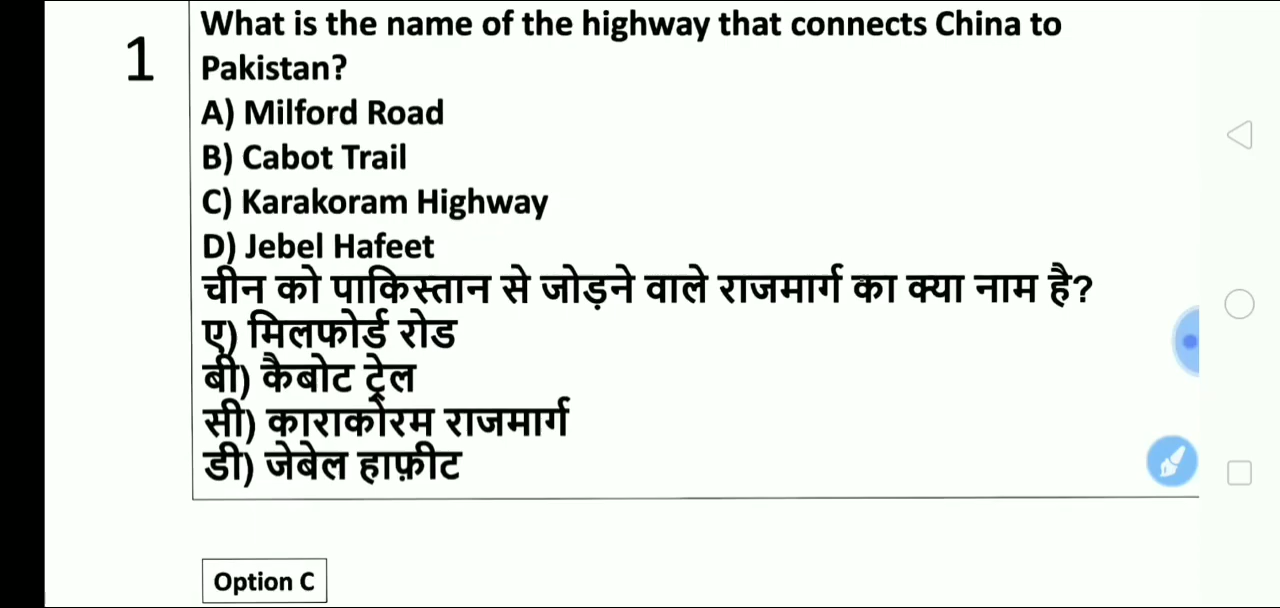 1
What is the name of the highway that connects China to
Pakistan?
A) Milford Road
B) Cabot Trail
C) Karakoram Highway
D) Jebel Hafeet
चीन को पाकिस्तान से जोड़ने वाले राजमार्ग का क्या नाम है?
ए) मिलफोर्ड रोड
बी) कैबोट ट्रेल
सी) काराकोरम राजमार्ग
डी) जेबेल हाफ़ीट
Option C